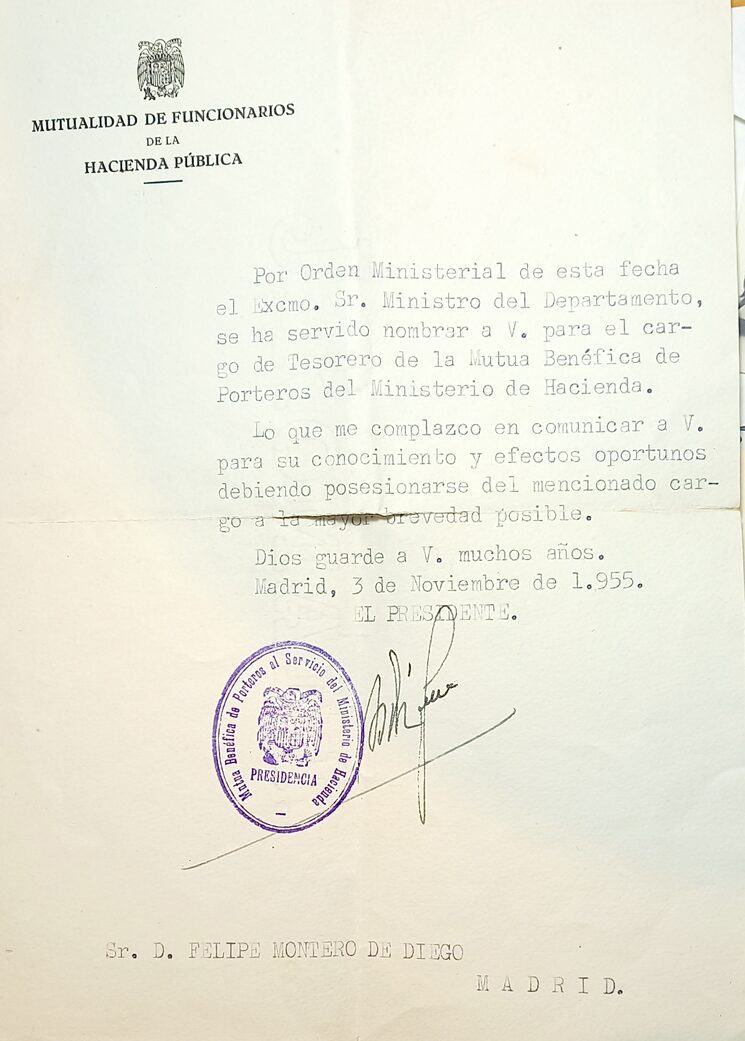 MUTUALIDAD DE FUNCIONARIOS
DE LA
HACIENDA PÚBLICA
Por Orden Ministerial de esta fecha
el Excmo. Sr. Ministro del Departamento,
se ha servido nombrar a V. para el car-
go de Tesorero de la Mutua Benéfica de
Porteros del Ministerio de Hacienda.
Lo que me complazco en comunicar a V.
para su conocimiento y efectos oportunos
debiendo posesionarse del mencionado car-
go a la mayor brevedad posible.
Dios guarde a V. muchos años.
Madrid, 3 de Noviembre de 1.955.
EL PRESIDENTE.
Mutua Benéfica de Porteros al Servicio del Ministerio de Hacienda
PRESIDENCIA
Sr. D. FELIPE MONTERO DE DIEGO
MADRID.